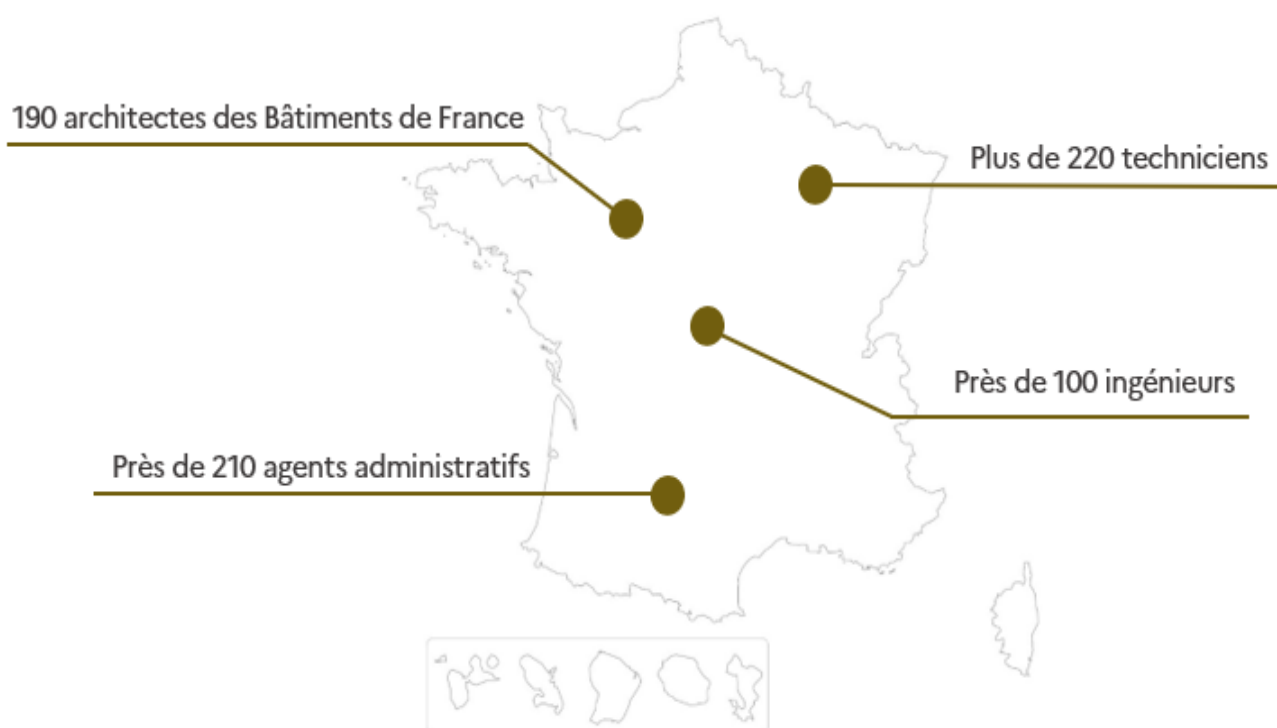 190 architectes des Bâtiments de France
Plus de 220 techniciens
Près de 100 ingénieurs
Près de 210 agents administratifs